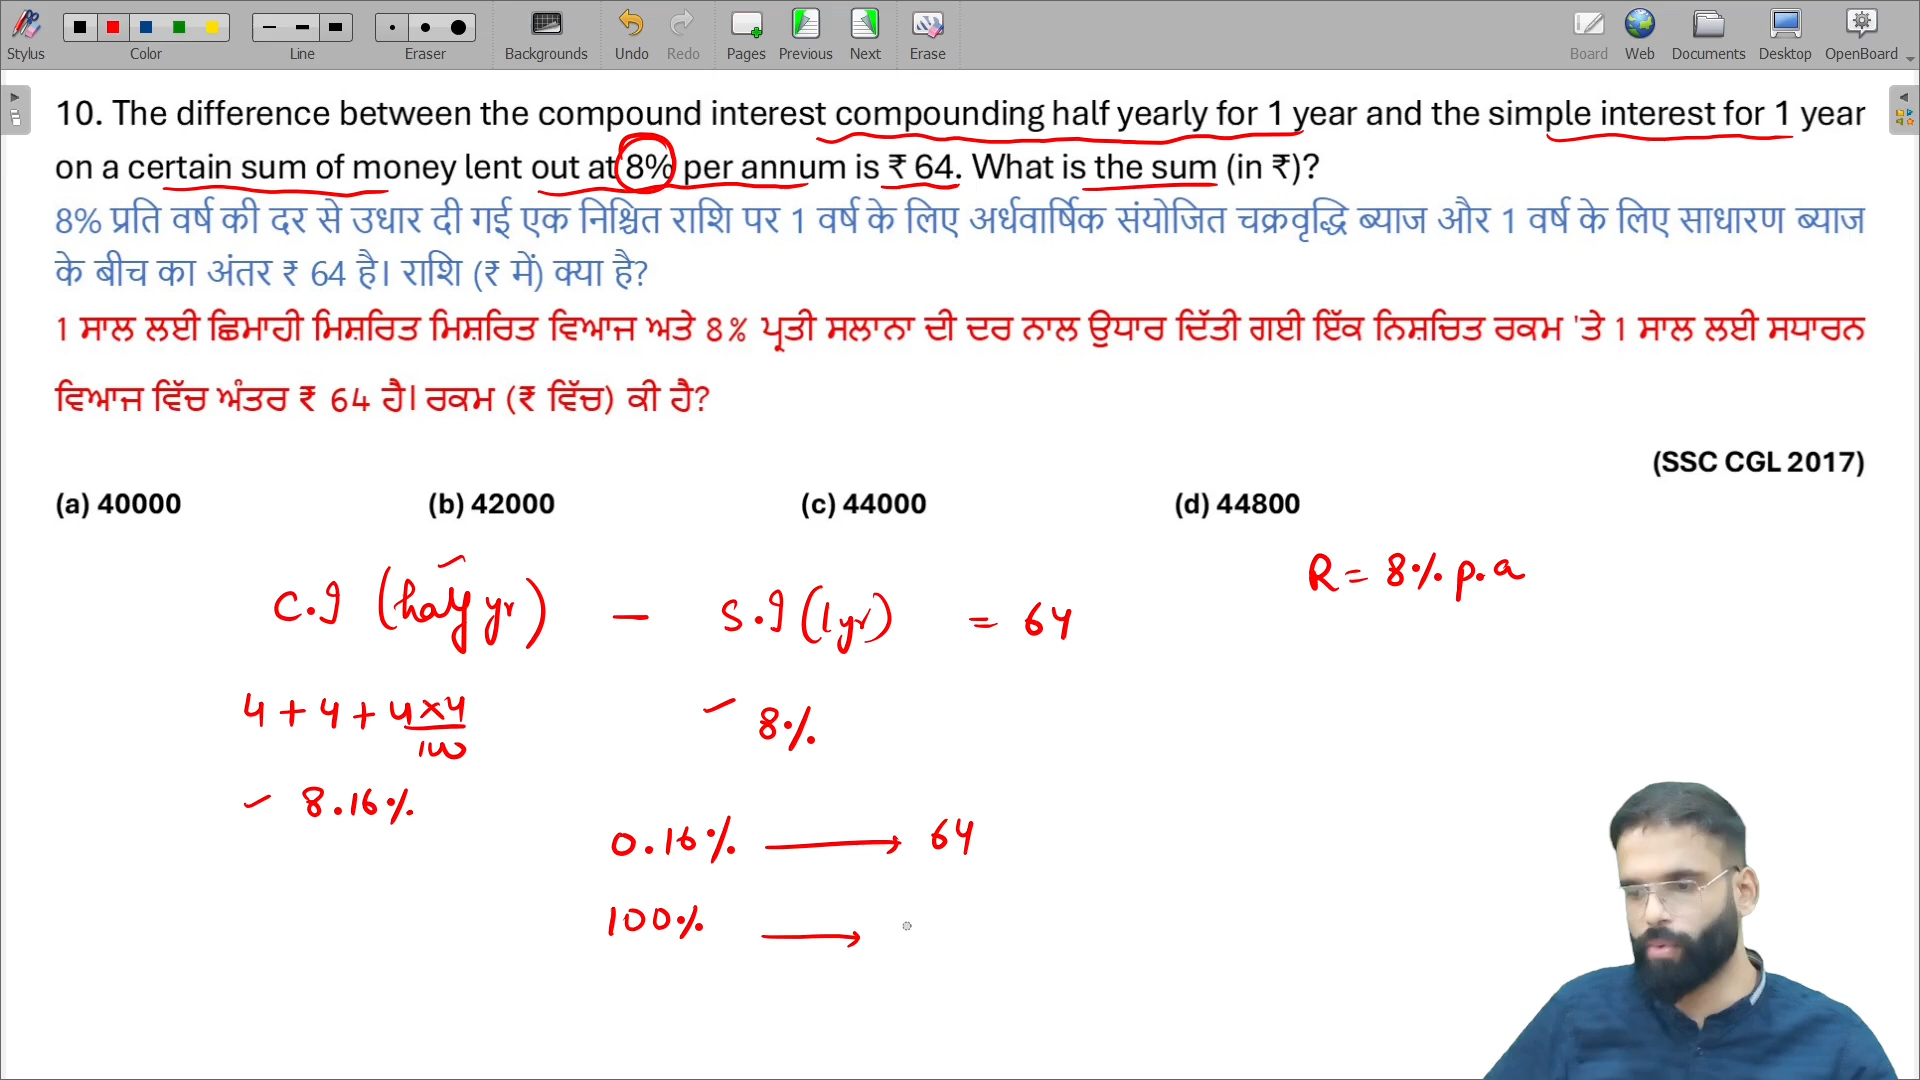 Stylus Color Line Eraser Backgrounds Undo Redo Pages Previous Next Erase Board Web Documents Desktop OpenBoard
10. The difference between the compound interest compounding half yearly for 1 year and the simple interest for 1 year
on a certain sum of money lent out at 8% per annum is ₹ 64. What is the sum (in ₹)?
8% प्रति वर्ष की दर से उधार दी गई एक निश्चित राशि पर 1 वर्ष के लिए अर्धवार्षिक संयोजित चक्रवृद्धि ब्याज और 1 वर्ष के लिए साधारण ब्याज
के बीच का अंतर ₹ 64 है। राशि (₹ में) क्या है?
1 ਸਾਲ ਲਈ ਛਿਮਾਹੀ ਮਿਸ਼ਰਿਤ ਮਿਸ਼ਰਿਤ ਵਿਆਜ ਅਤੇ 8% ਪ੍ਰਤੀ ਸਲਾਨਾ ਦੀ ਦਰ ਨਾਲ ਉਧਾਰ ਦਿੱਤੀ ਗਈ ਇੱਕ ਨਿਸ਼ਚਿਤ ਰਕਮ 'ਤੇ 1 ਸਾਲ ਲਈ ਸਧਾਰਨ
ਵਿਆਜ ਵਿੱਚ ਅੰਤਰ ₹ 64 ਹੈ। ਰਕਮ (₹ ਵਿੱਚ) ਕੀ ਹੈ?
(SSC CGL 2017)
(a) 40000 (b) 42000 (c) 44000 (d) 44800
R = 8% p.a
C.I (half yr) - S.I (1yr) = 64
4 + 4 + 4×4/100
8%
8.16%
0.16% → 64
100% →